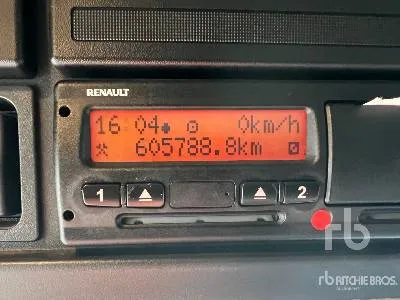 RENAULT
16 04 0km/h
605788.8km
1 2
rb
rb RITCHIE BROS.